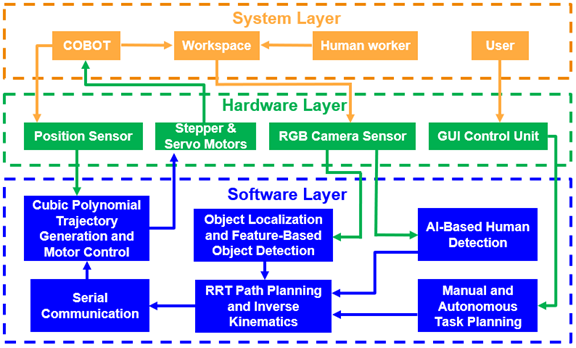 System Layer
COBOT
Workspace
Human worker
User
Hardware Layer
Position Sensor
Stepper &
Servo Motors
RGB Camera Sensor
GUI Control Unit
Software Layer
Cubic Polynomial
Trajectory
Generation and
Motor Control
Object Localization
and Feature-Based
Object Detection
AI-Based Human
Detection
Serial
Communication
RRT Path Planning
and Inverse
Kinematics
Manual and
Autonomous
Task Planning